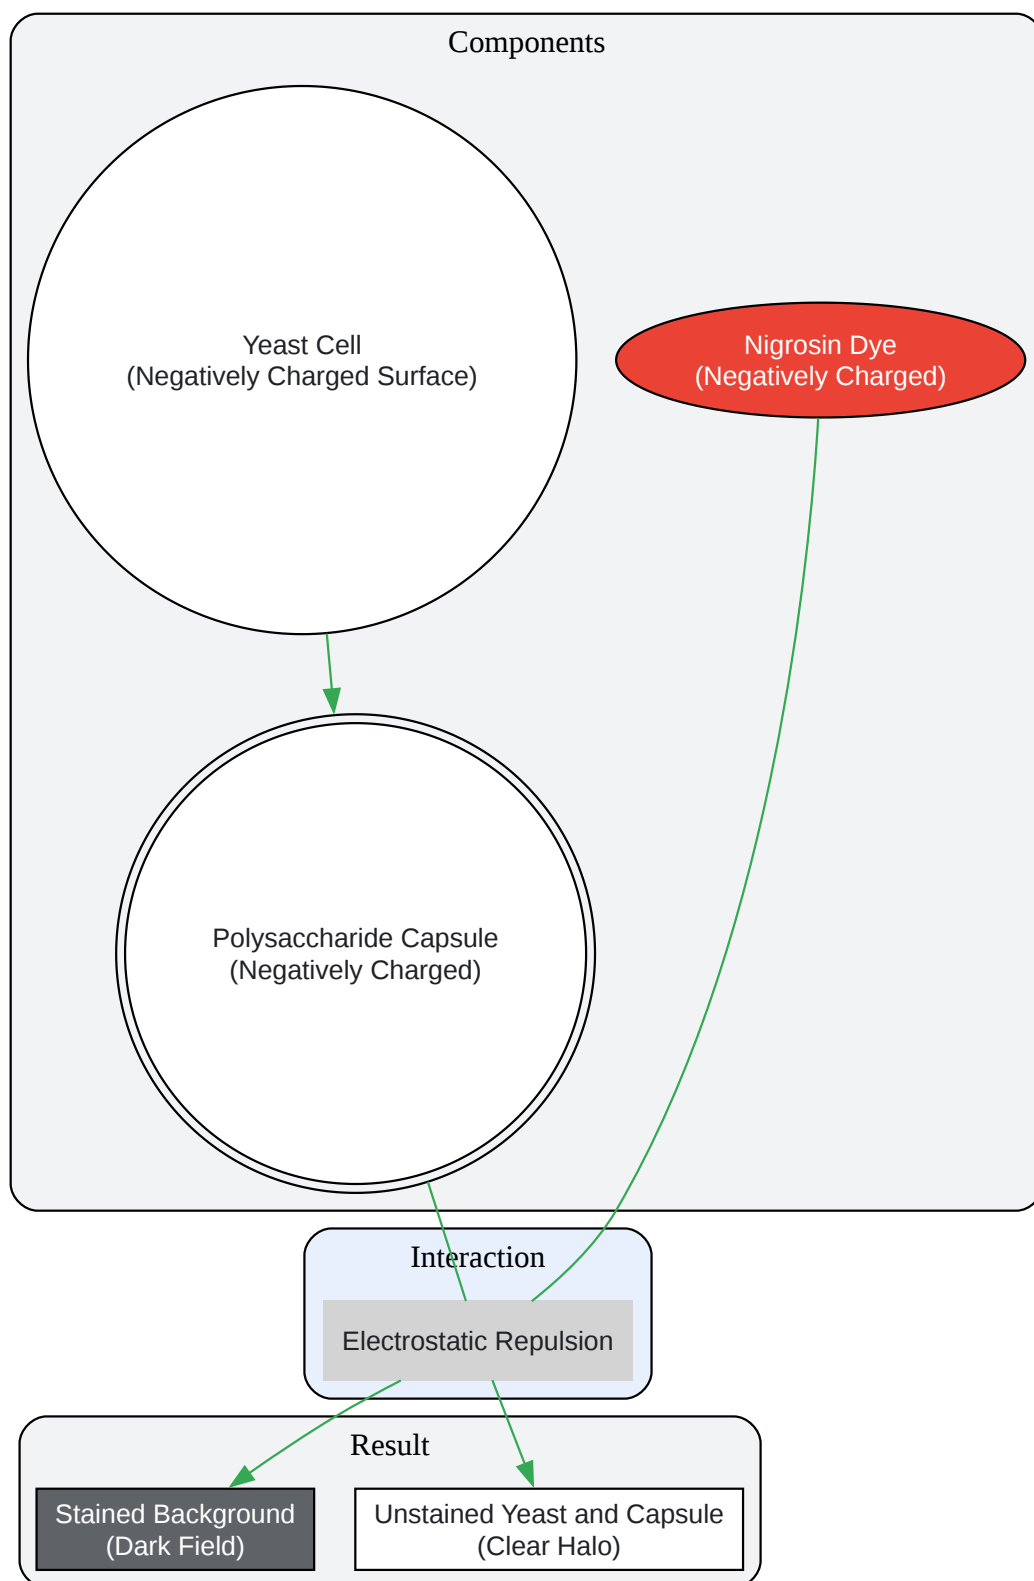 Components
Yeast Cell
(Negatively Charged Surface)
Nigrosin Dye
(Negatively Charged)
Polysaccharide Capsule
(Negatively Charged)
Interaction
Electrostatic Repulsion
Result
Stained Background
(Dark Field)
Unstained Yeast and Capsule
(Clear Halo)